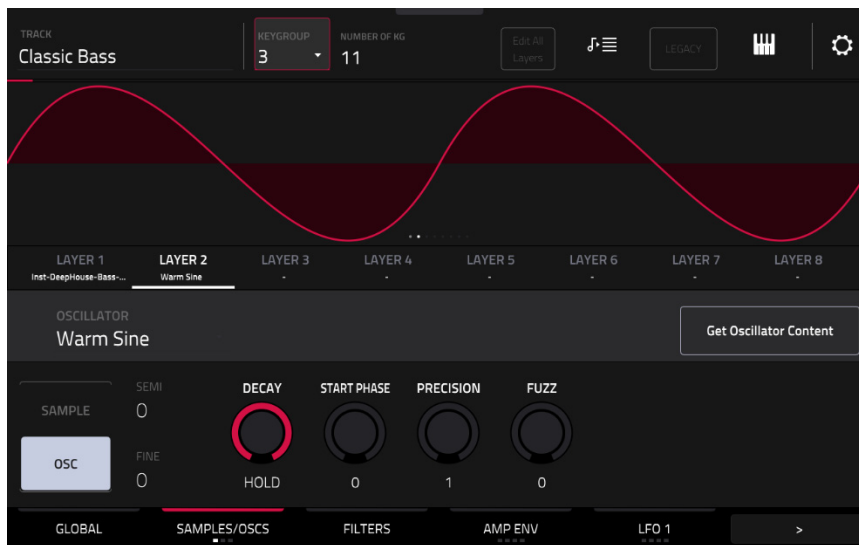 TRACK
Classic Bass
KEYGROUP
3
NUMBER OF KG
11
Edit All
Layers
LEGACY
LAYER 1
Inst-DeepHouse-Bass-...
LAYER 2
Warm Sine
LAYER 3
-
LAYER 4
-
LAYER 5
-
LAYER 6
-
LAYER 7
-
LAYER 8
-
OSCILLATOR
Warm Sine
Get Oscillator Content
SAMPLE
OSC
SEMI
0
FINE
0
DECAY
HOLD
START PHASE
0
PRECISION
1
FUZZ
0
GLOBAL
SAMPLES/OSCS
FILTERS
AMP ENV
LFO 1
>